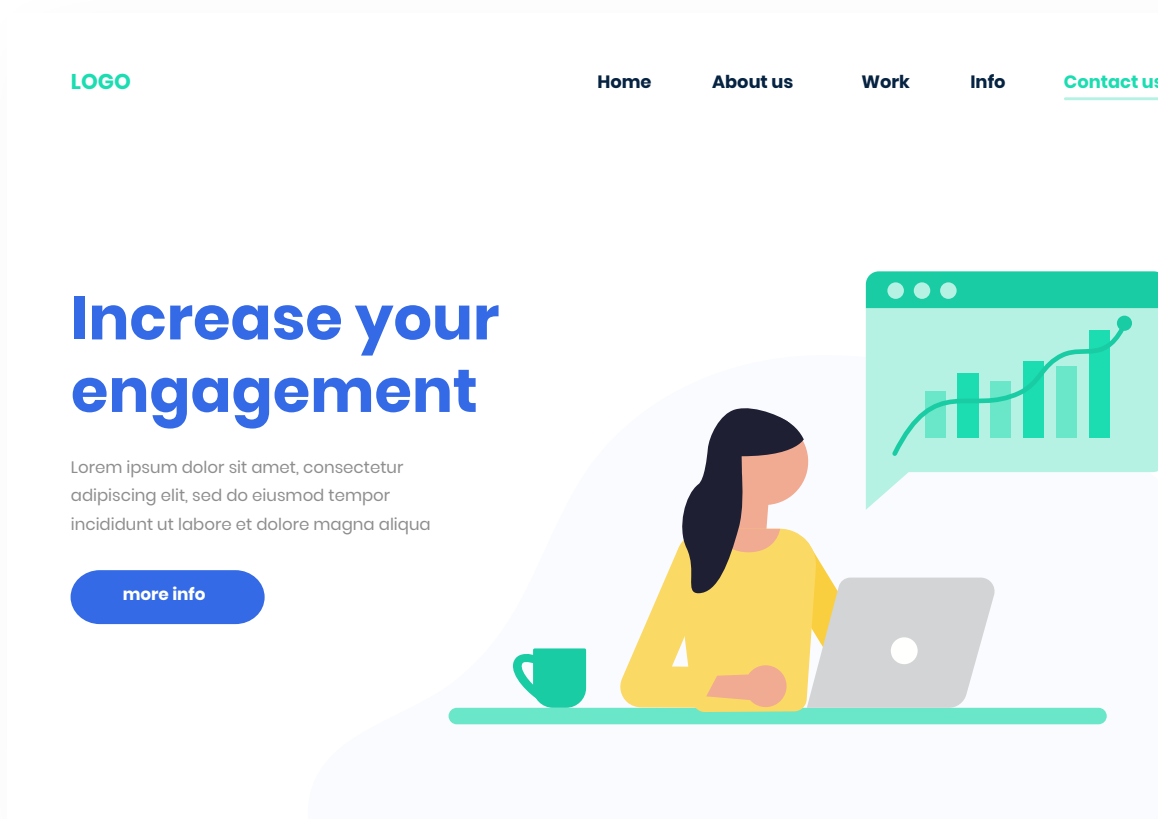 LOGO
Home About us Work Info Contact us
Increase your
engagement
Lorem ipsum dolor sit amet, consectetur
adipiscing elit, sed do eiusmod tempor
incididunt ut labore et dolore magna aliqua
more info